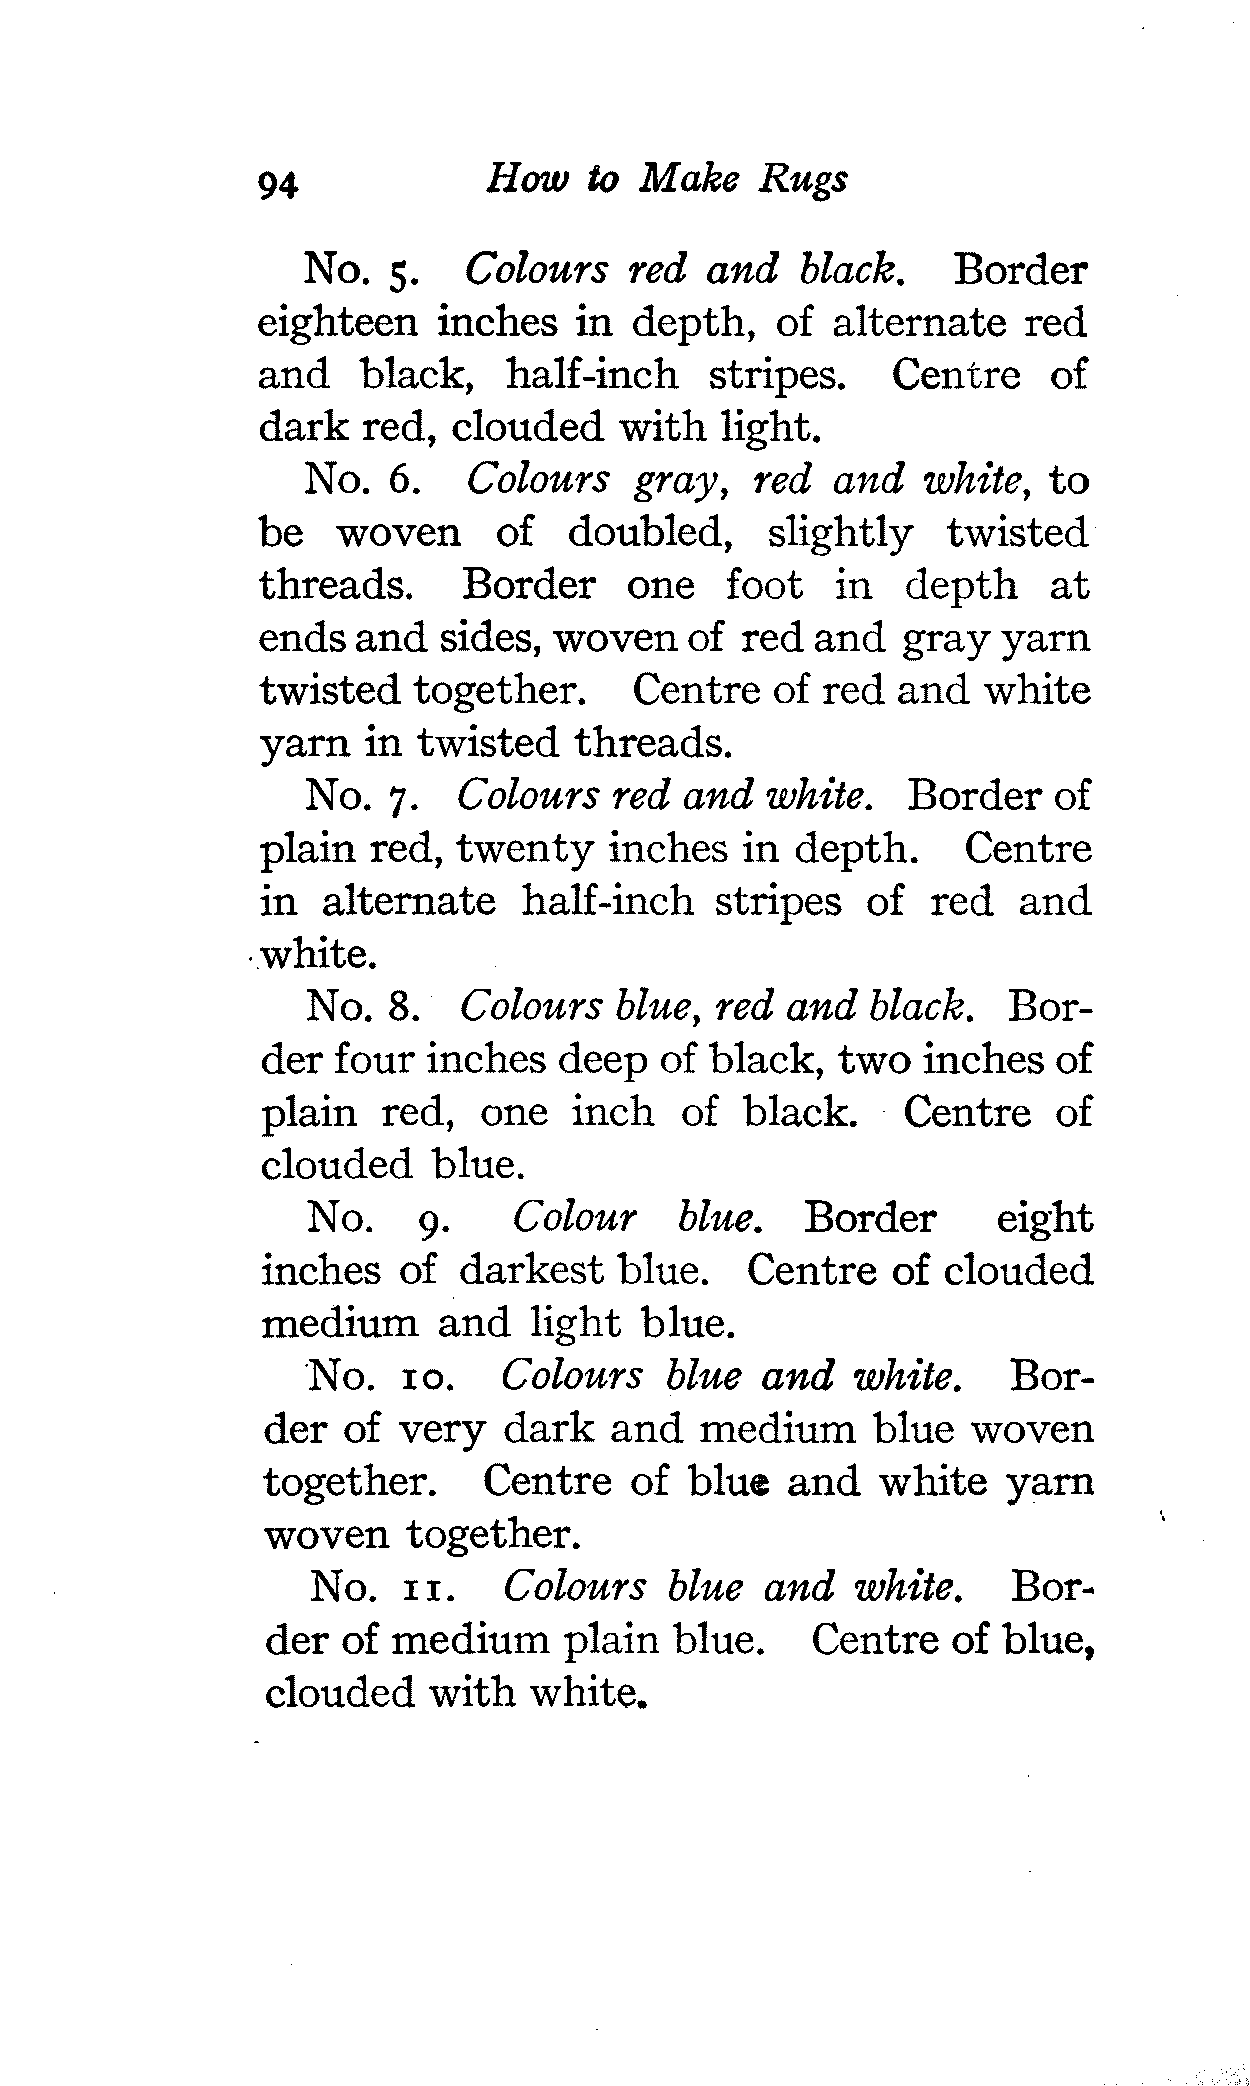 94 How to Make Rugs
No. 5. Colours red and black. Border
eighteen inches in depth, of alternate red
and black, half-inch stripes. Centre of
dark red, clouded with light.
No. 6. Colours gray, red and white, to
be woven of doubled, slightly twisted
threads. Border one foot in depth at
ends and sides, woven of red and gray yarn
twisted together. Centre of red and white
yarn in twisted threads.
No. 7. Colours red and white. Border of
plain red, twenty inches in depth. Centre
in alternate half-inch stripes of red and
white.
No. 8. Colours blue, red and black. Bor-
der four inches deep of black, two inches of
plain red, one inch of black. Centre of
clouded blue.
No. 9. Colour blue. Border eight
inches of darkest blue. Centre of clouded
medium and light blue.
No. 10. Colours blue and white. Bor-
der of very dark and medium blue woven
together. Centre of blue and white yarn
woven together.
No. 11. Colours blue and white. Bor-
der of medium plain blue. Centre of blue,
clouded with white.